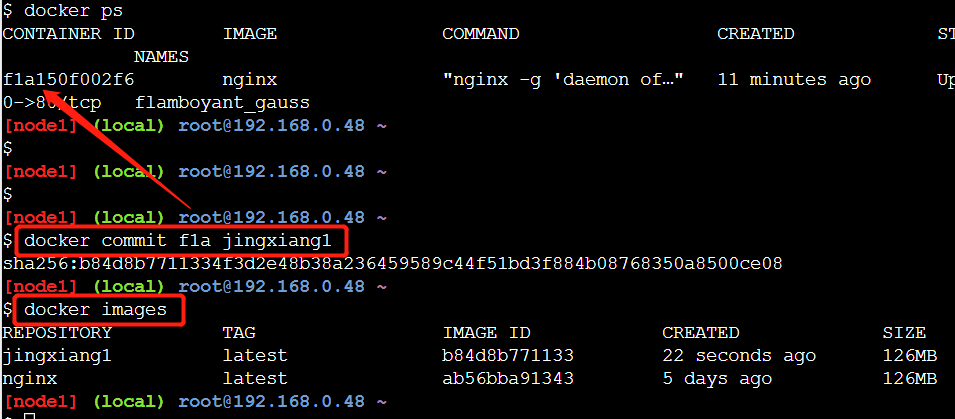 $ docker ps
CONTAINER ID IMAGE COMMAND CREATED ST
NAMES
f1a150f002f6 nginx "nginx -g 'daemon of…" 11 minutes ago Up
0->80/tcp flamboyant_gauss
[node1] (local) root@192.168.0.48 ~
$
[node1] (local) root@192.168.0.48 ~
$
[node1] (local) root@192.168.0.48 ~
$ docker commit f1a jingxiang1
sha256:b84d8b7711334f3d2e48b38a236459589c44f51bd3f884b08768350a8500ce08
[node1] (local) root@192.168.0.48 ~
$ docker images
REPOSITORY TAG IMAGE ID CREATED SIZE
jingxiang1 latest b84d8b771133 22 seconds ago 126MB
nginx latest ab56bba91343 5 days ago 126MB
[node1] (local) root@192.168.0.48 ~
$